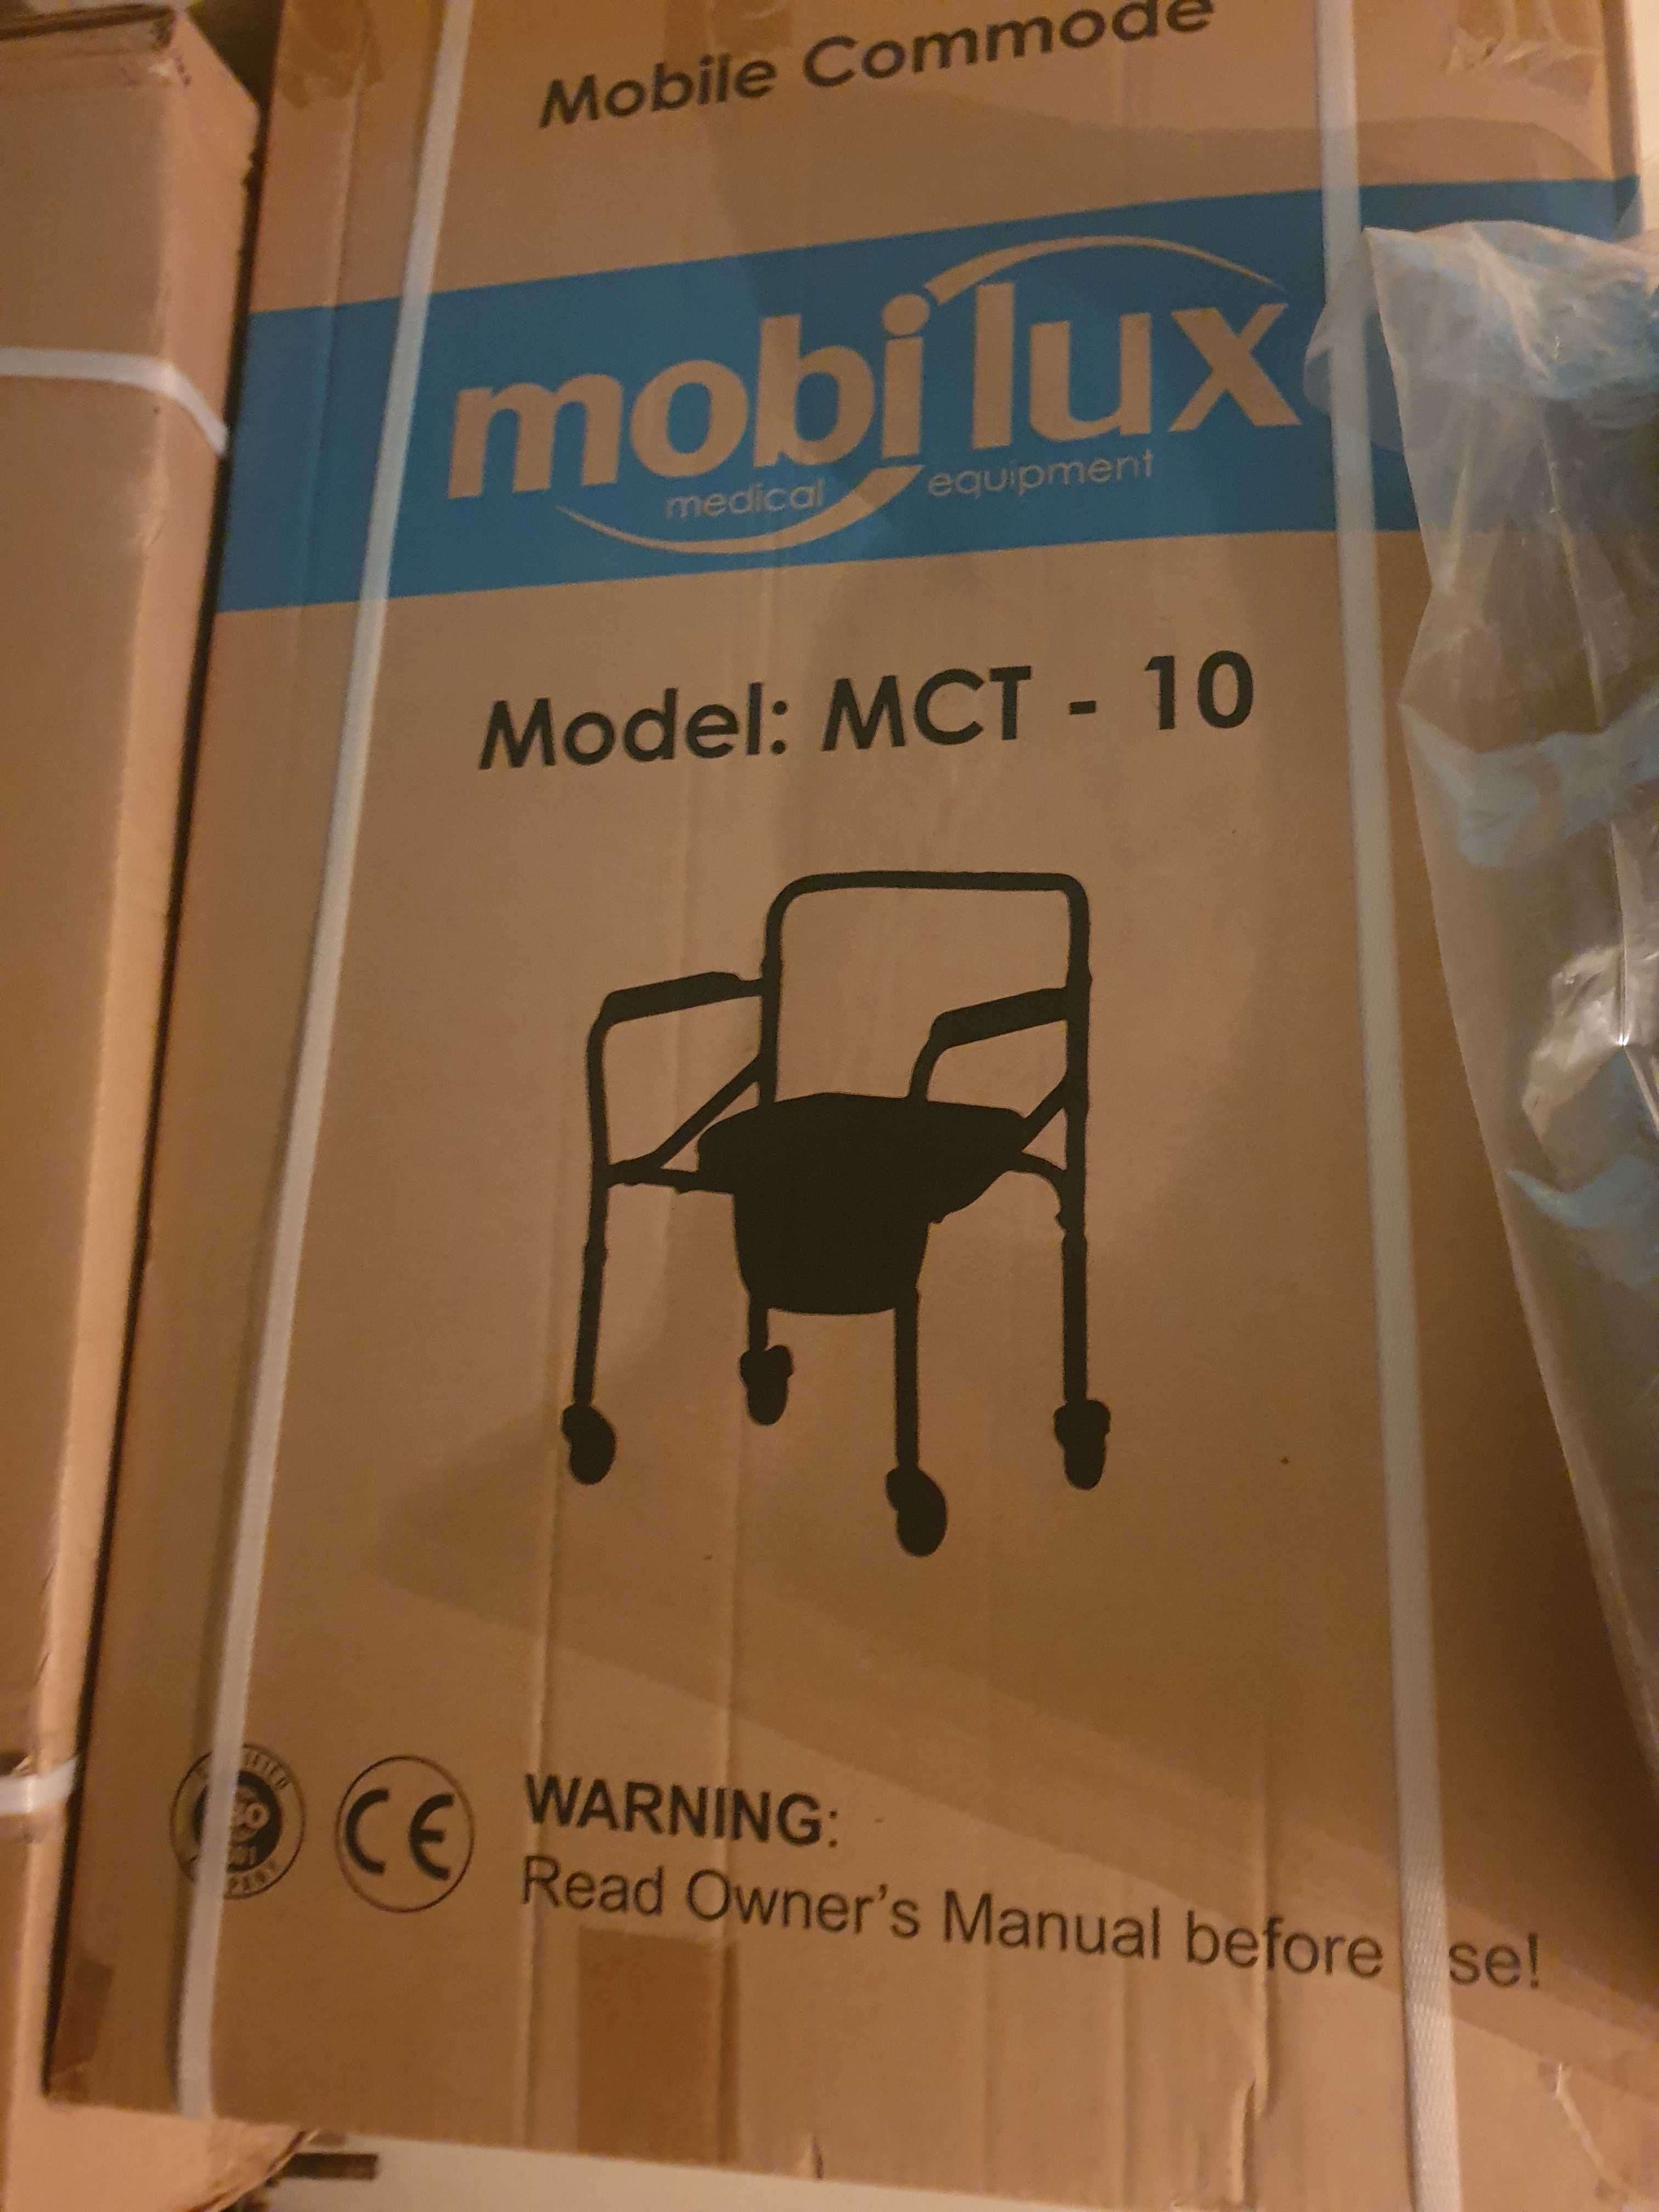 Mobile Commode
mobilux
medical equipment
Model: MCT - 10
CE
WARNING:
Read Owner's Manual before se!